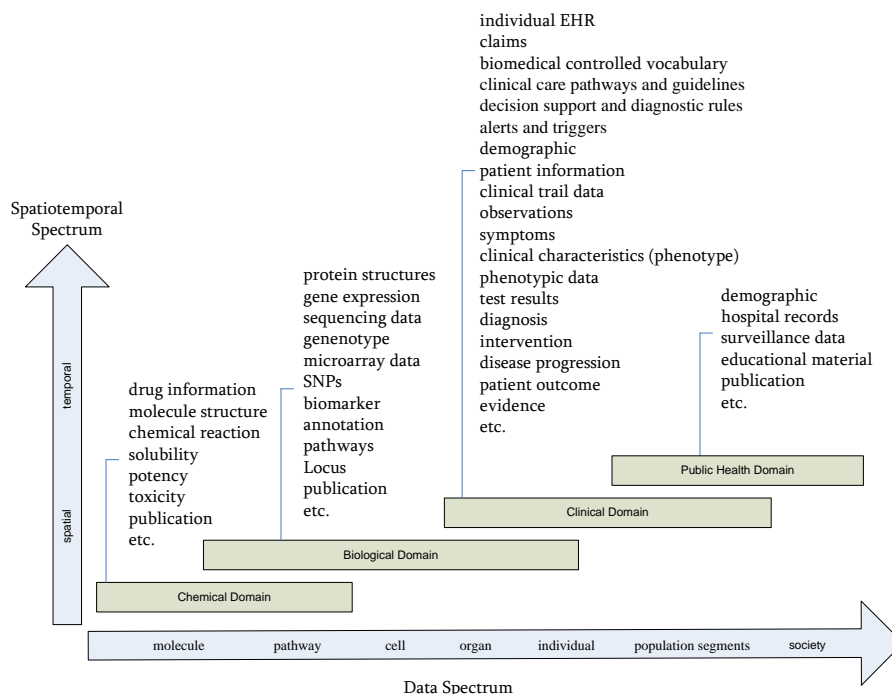 individual EHR
claims
biomedical controlled vocabulary
clinical care pathways and guidelines
decision support and diagnostic rules
alerts and triggers
demographic
patient information
clinical trail data
observations
symptoms
clinical characteristics (phenotype)
phenotypic data
test results
diagnosis
intervention
disease progression
patient outcome
evidence
etc.
Spatiotemporal
Spectrum
temporal
spatial
protein structures
gene expression
sequencing data
genenotype
microarray data
SNPs
biomarker
annotation
pathways
Locus
publication
etc.
demographic
hospital records
surveillance data
educational material
publication
etc.
drug information
molecule structure
chemical reaction
solubility
potency
toxicity
publication
etc.
Public Health Domain
Clinical Domain
Biological Domain
Chemical Domain
molecule pathway cell organ individual population segments society
Data Spectrum